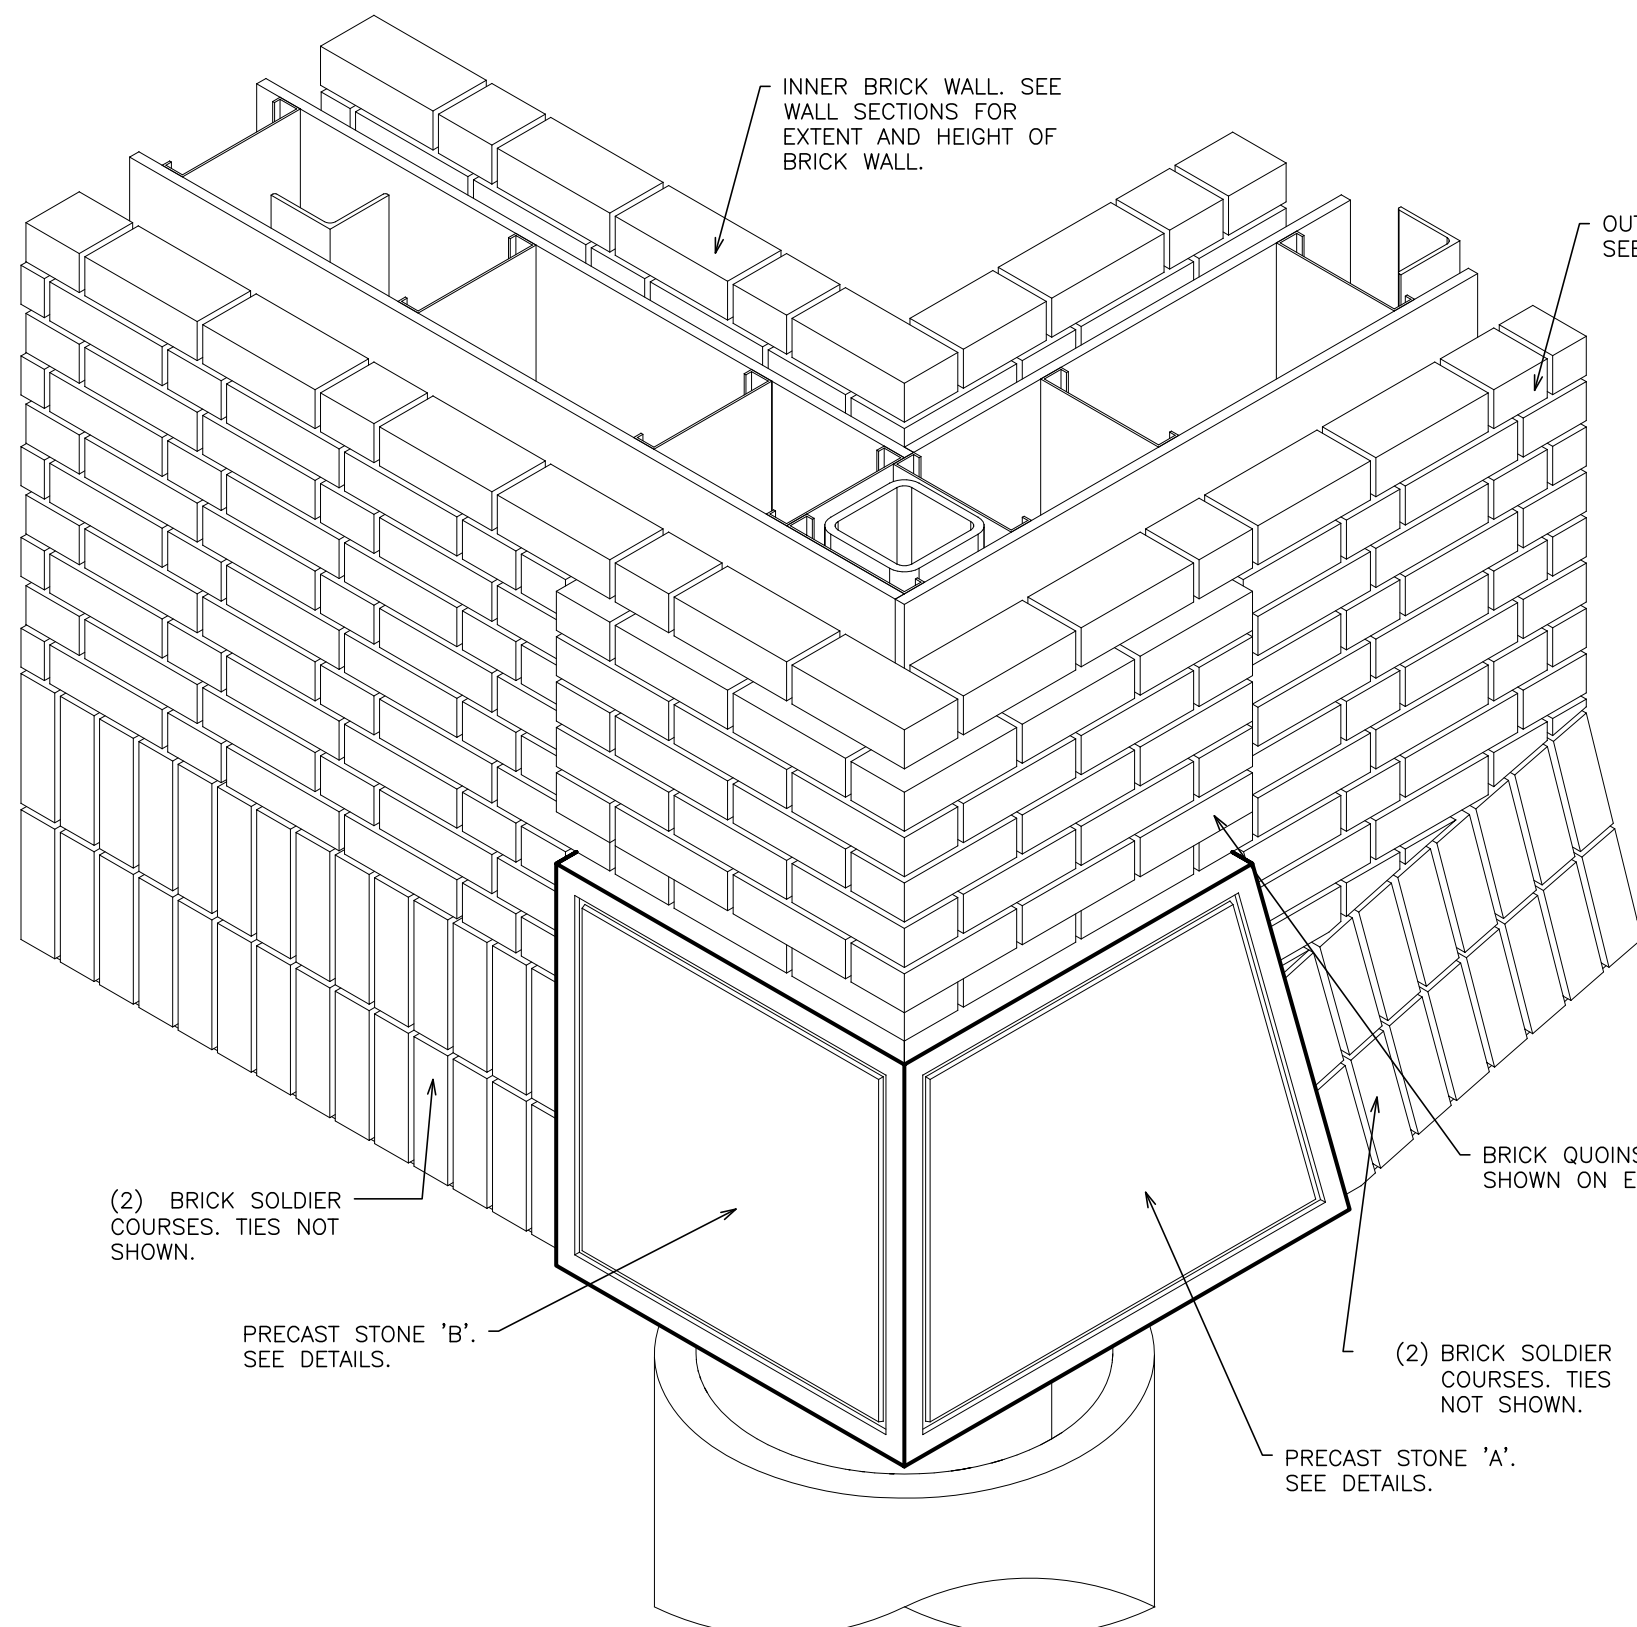 INNER BRICK WALL. SEE
WALL SECTIONS FOR
EXTENT AND HEIGHT OF
BRICK WALL.
BRICK
SHOWN ON
(2) BRICK SOLDIER
COURSES. TIES NOT
SHOWN.
PRECAST STONE 'B'.
SEE DETAILS.
(2) BRICK SOLDIER
COURSES. TIES
NOT SHOWN.
PRECAST STONE 'A'.
SEE DETAILS.